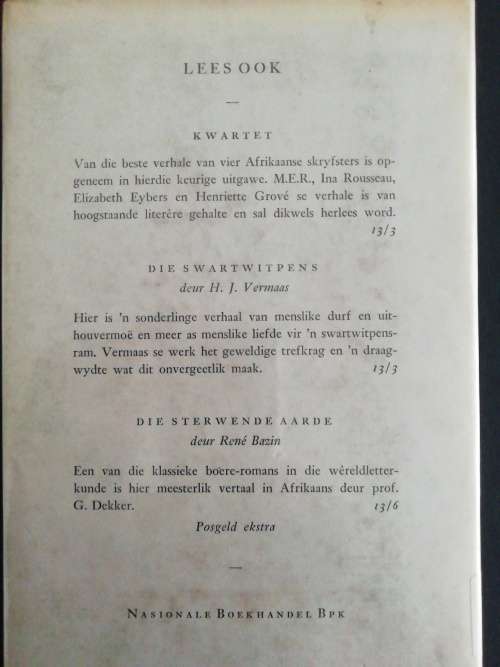 LEES OOK
—
KWARTET
Van die beste verhale van vier Afrikaanse skryfsters is op-
geneem in hierdie keurige uitgawe. M.E.R., Ina Rousseau,
Elizabeth Eybers en Henriette Grové se verhale is van
hoogstaande literêre gehalte en sal dikwels herlees word.
13/3
DIE SWARTWITPENS
deur H. J. Vermaas
Hier is 'n sonderlinge verhaal van menslike durf en uit-
houvermoë en meer as menslike liefde vir 'n swartwitpens-
ram. Vermaas se werk het geweldige trefkrag en 'n draag-
wydte wat dit onvergeetlik maak. 13/3
DIE STERWENDE AARDE
deur René Bazin
Een van die klassieke boere-romans in die wêreldletter-
kunde is hier meesterlik vertaal in Afrikaans deur prof.
G. Dekker. 13/6
Posgeld ekstra
—
NASIONALE BOEKHANDEL BPK